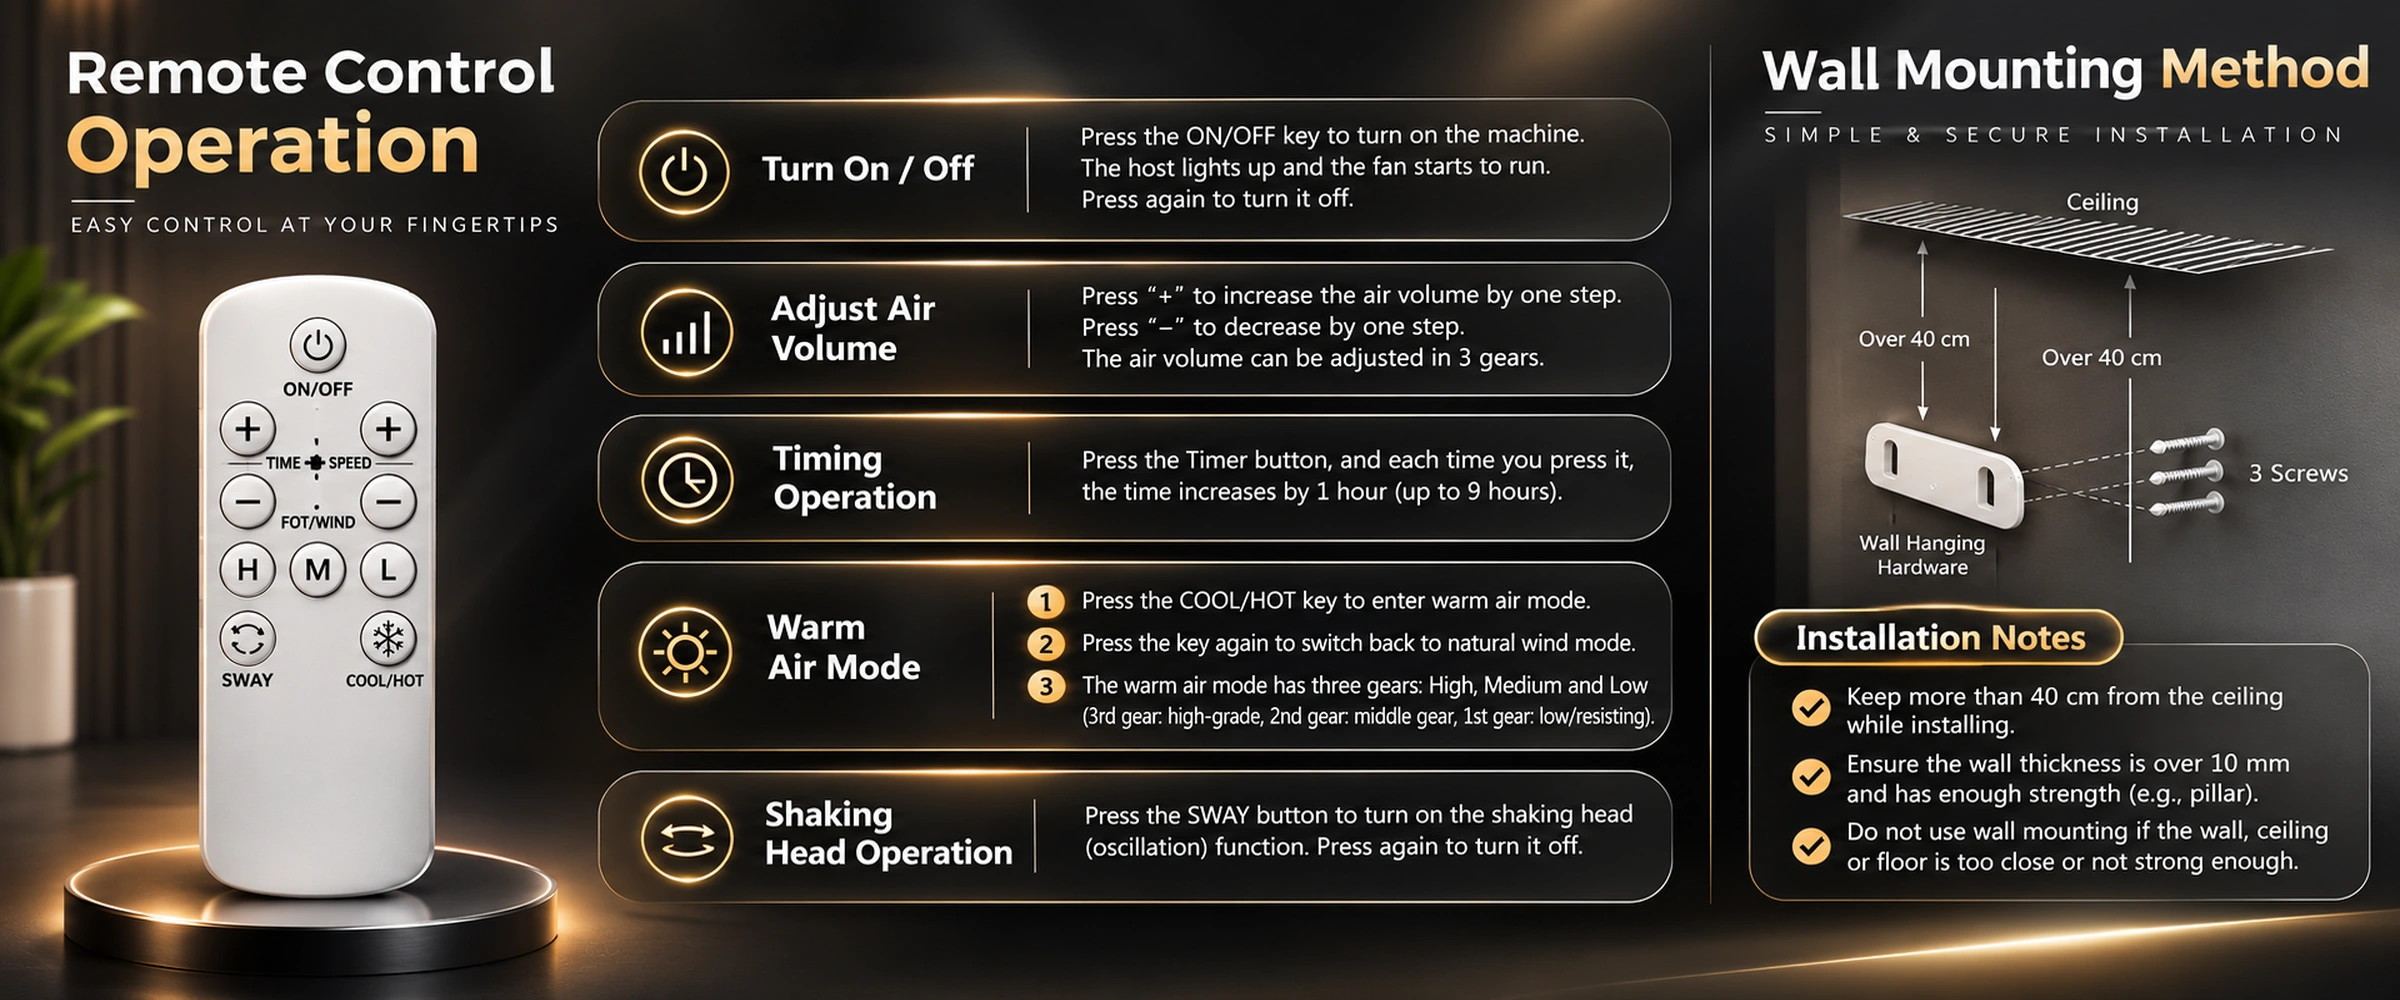 Remote Control
Operation
EASY CONTROL AT YOUR FINGERTIPS
ON/OFF
+ +
TIME SPEED
− −
FOT/WIND
H M L
SWAY COOL/HOT
Turn On / Off
Press the ON/OFF key to turn on the machine.
The host lights up and the fan starts to run.
Press again to turn it off.
Adjust Air
Volume
Press “+” to increase the air volume by one step.
Press “−” to decrease by one step.
The air volume can be adjusted in 3 gears.
Timing
Operation
Press the Timer button, and each time you press it,
the time increases by 1 hour (up to 9 hours).
Warm
Air Mode
1 Press the COOL/HOT key to enter warm air mode.
2 Press the key again to switch back to natural wind mode.
3 The warm air mode has three gears: High, Medium and Low
(3rd gear: high-grade, 2nd gear: middle gear, 1st gear: low/resisting).
Shaking
Head Operation
Press the SWAY button to turn on the shaking head
(oscillation) function. Press again to turn it off.
Wall Mounting Method
SIMPLE & SECURE INSTALLATION
Ceiling
Over 40 cm
Over 40 cm
3 Screws
Wall Hanging
Hardware
Installation Notes
Keep more than 40 cm from the ceiling
while installing.
Ensure the wall thickness is over 10 mm
and has enough strength (e.g., pillar).
Do not use wall mounting if the wall, ceiling
or floor is too close or not strong enough.